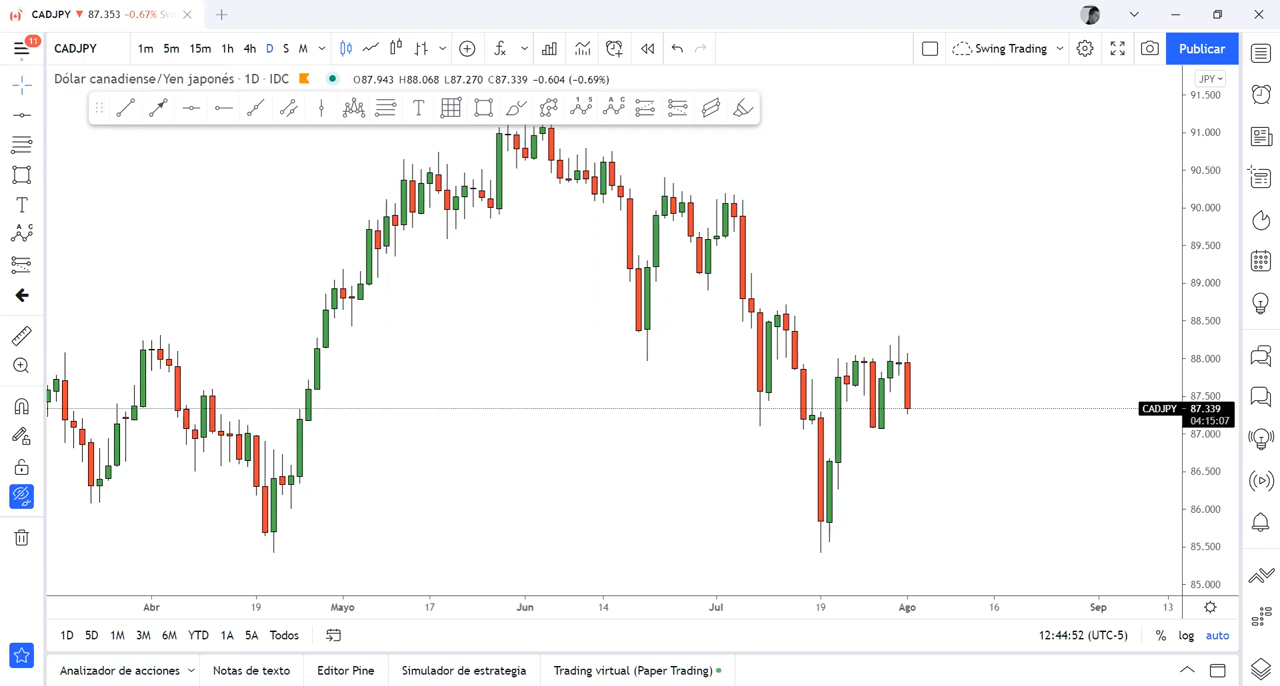 CADJPY ▼ 87.353 −0.67% Sw
11
CADJPY 1m 5m 15m 1h 4h D S M Swing Trading Publicar
Dólar canadiense/Yen japonés · 1D · IDC O87.943 H88.068 L87.270 C87.339 −0.604 (−0.69%)
JPY
91.500
91.000
90.500
90.000
89.500
89.000
88.500
88.000
87.500
CADJPY 87.339
04:15:07
87.000
86.500
86.000
85.500
85.000
Abr 19 Mayo 17 Jun 14 Jul 19 Ago 16 Sep 13
1D 5D 1M 3M 6M YTD 1A 5A Todos 12:44:52 (UTC-5) % log auto
Analizador de acciones Notas de texto Editor Pine Simulador de estrategia Trading virtual (Paper Trading)